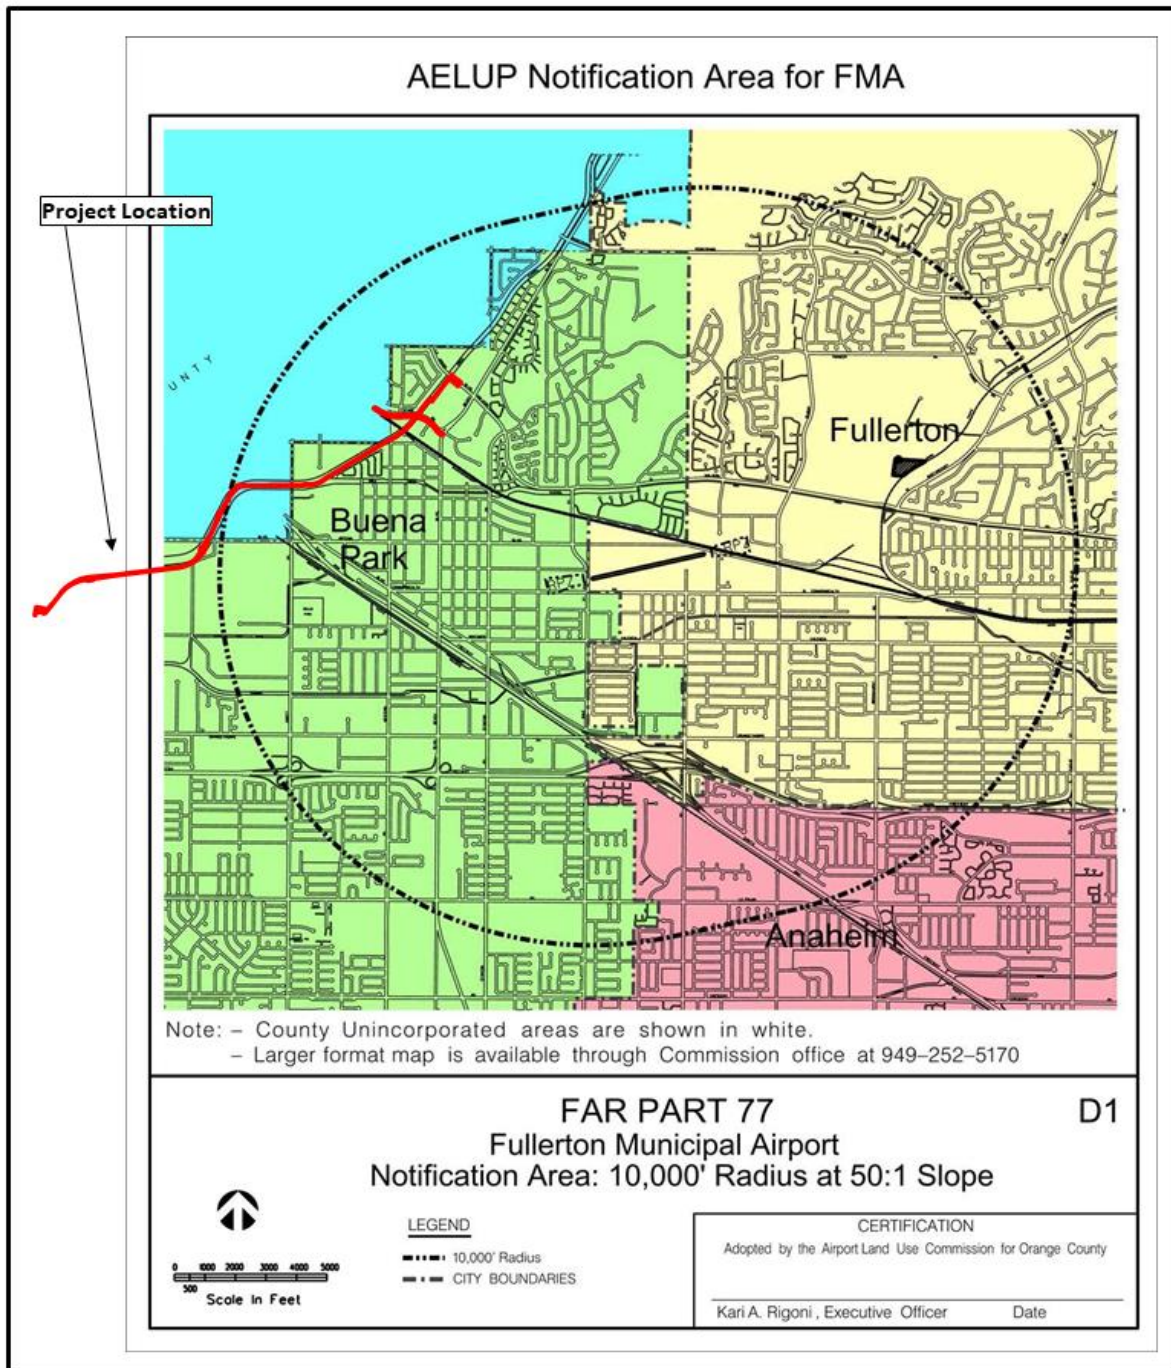 AELUP Notification Area for FMA
Project Location
UNTY
Fullerton
Buena
Park
Anaheim
Note: – County Unincorporated areas are shown in white.
– Larger format map is available through Commission office at 949–252–5170
FAR PART 77
D1
Fullerton Municipal Airport
Notification Area: 10,000' Radius at 50:1 Slope
LEGEND
10,000' Radius
CITY BOUNDARIES
0 1000 2000 3000 4000 5000
500
Scale In Feet
CERTIFICATION
Adopted by the Airport Land Use Commission for Orange County
Kari A. Rigoni , Executive Officer Date